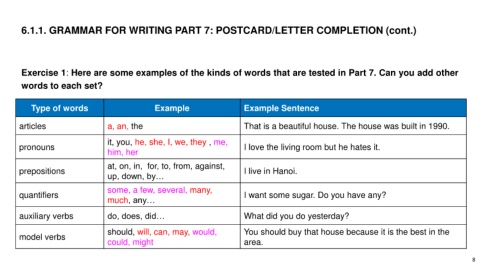 6.1.1. GRAMMAR FOR WRITING PART 7: POSTCARD/LETTER COMPLETION (cont.)
Exercise 1: Here are some examples of the kinds of words that are tested in Part 7. Can you add other
words to each set?
Type of words Example Example Sentence
articles a, an, the That is a beautiful house. The house was built in 1990.
pronouns it, you, he, she, I, we, they , me,
him, her I love the living room but he hates it.
prepositions at, on, in, for, to, from, against,
up, down, by… I live in Hanoi.
quantifiers some, a few, several, many,
much, any… I want some sugar. Do you have any?
auxiliary verbs do, does, did… What did you do yesterday?
model verbs should, will, can, may, would,
could, might You should buy that house because it is the best in the
area.
8